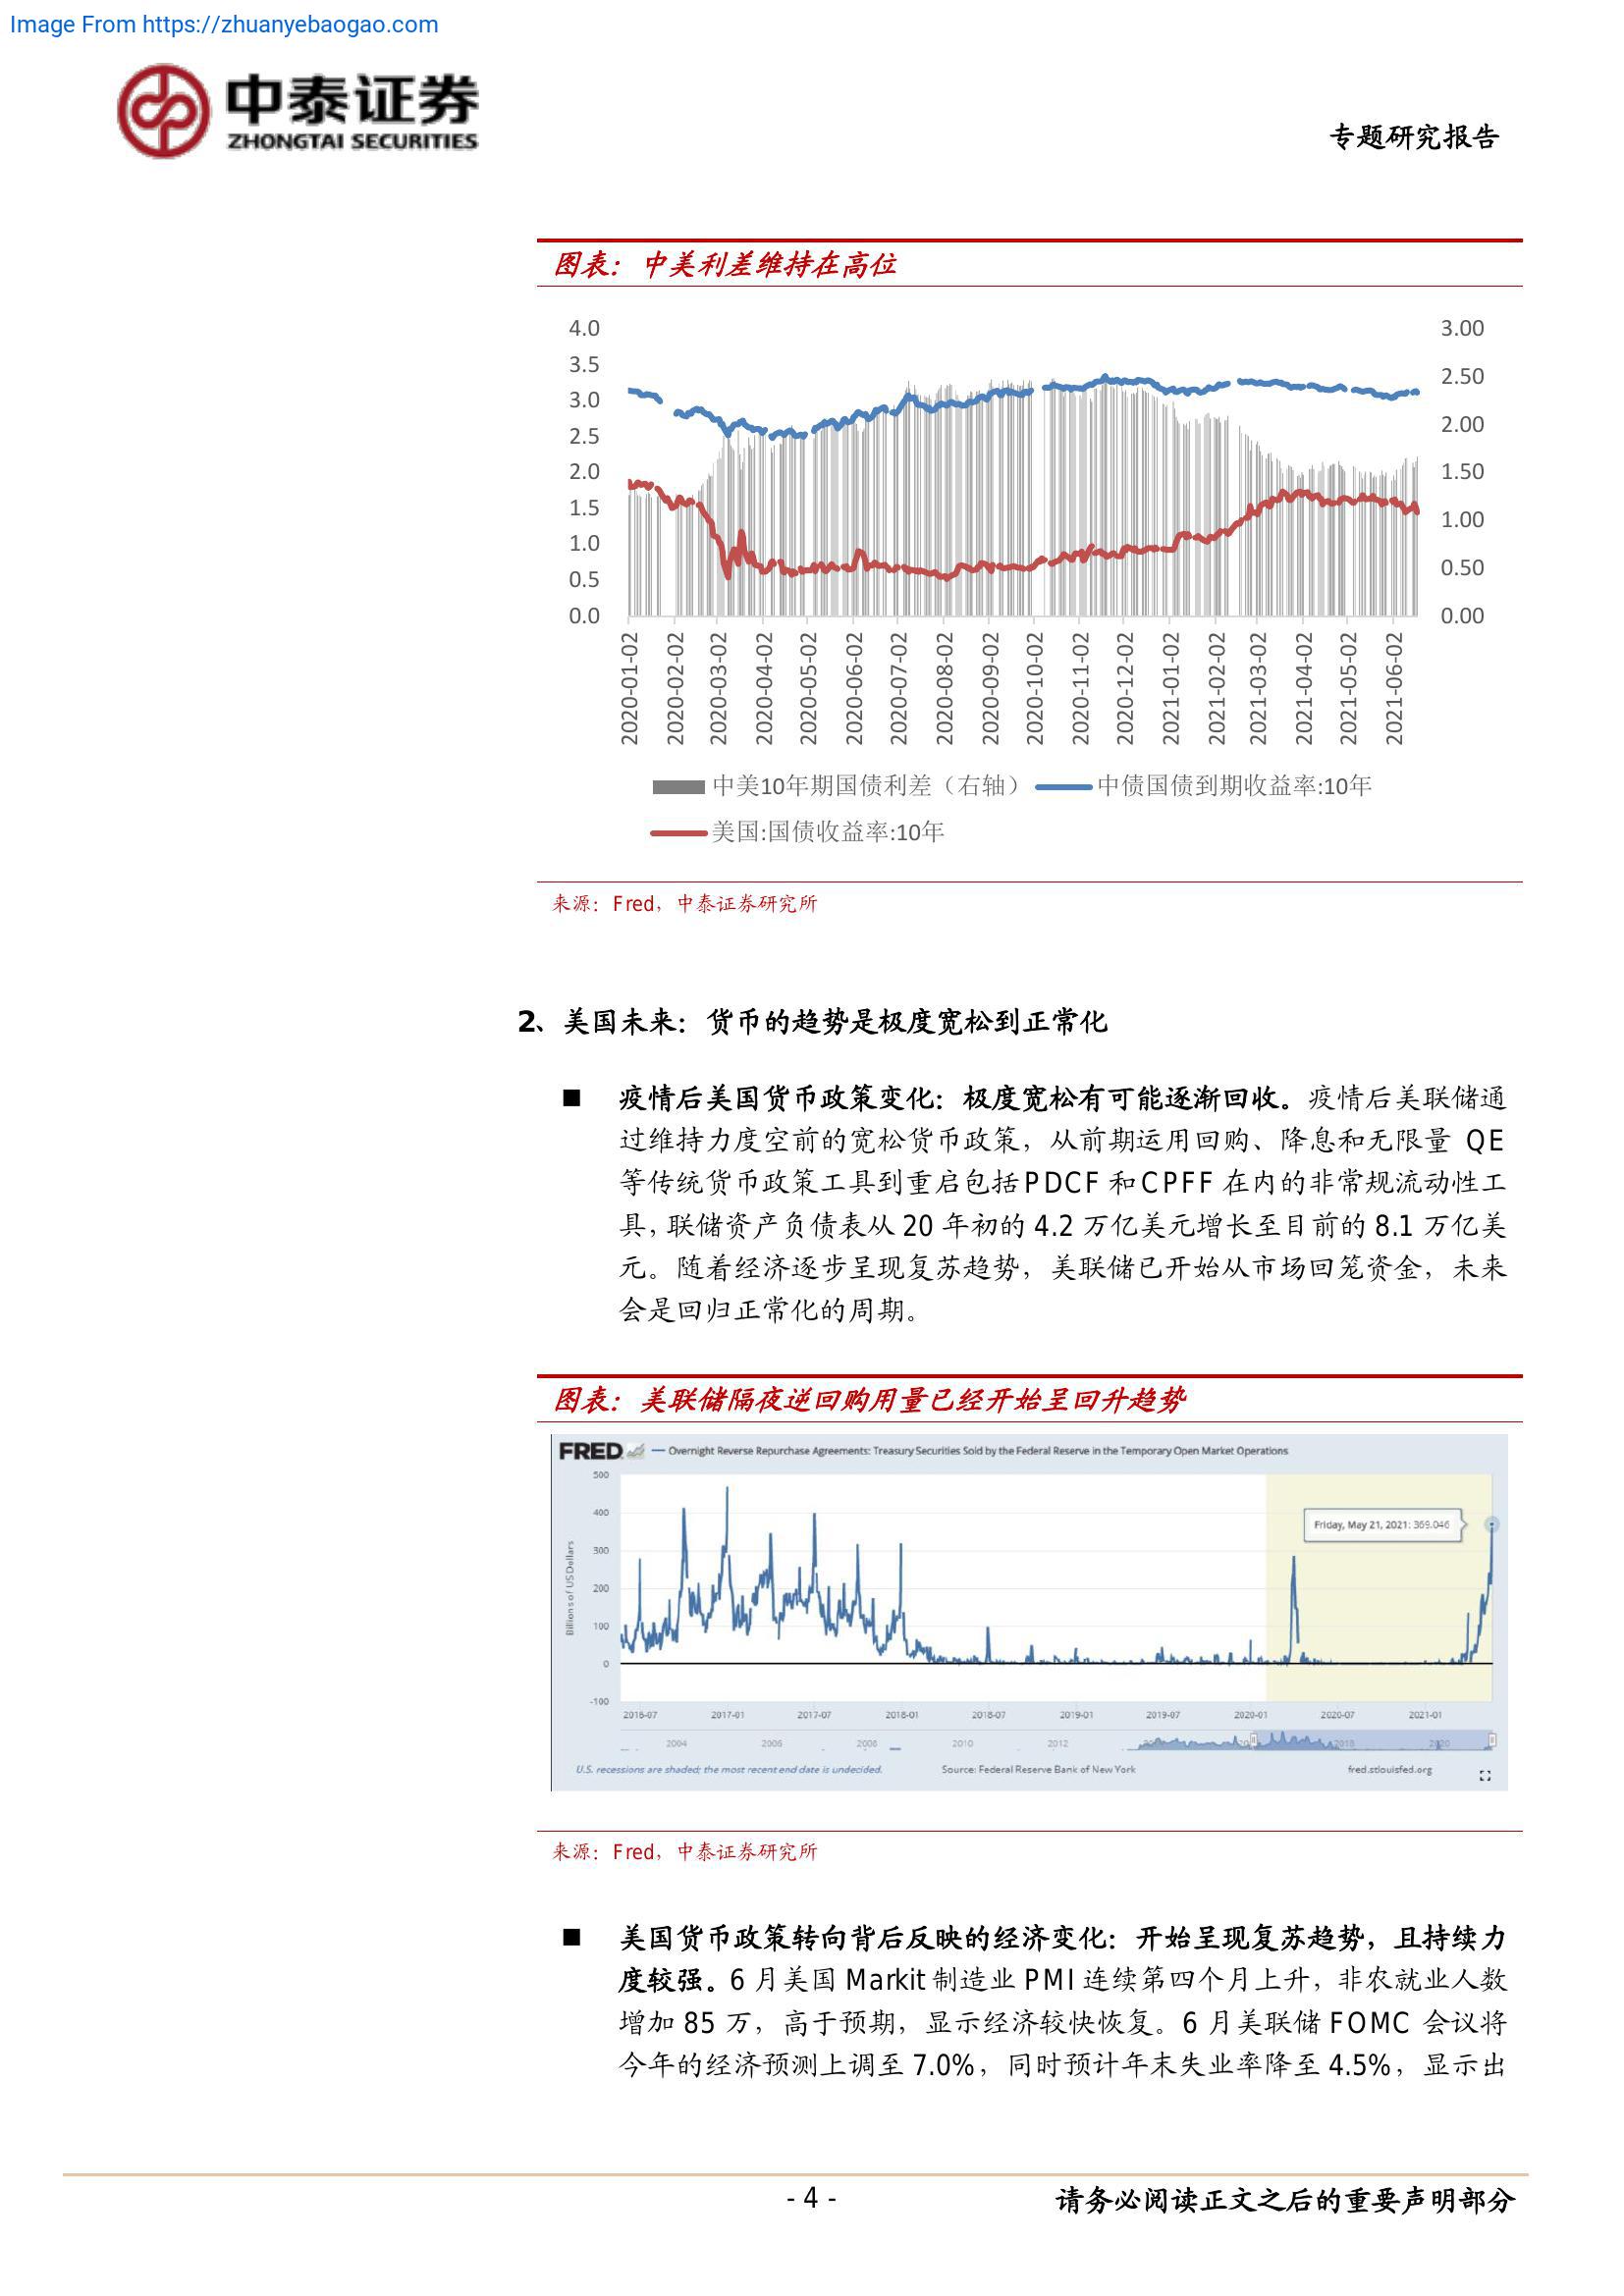 Image From https://zhuanyebaogao.com
中泰证券
ZHONGTAI SECURITIES
专题研究报告
图表：中美利差维持在高位
4.0
3.5
3.0
2.5
2.0
1.5
1.0
0.5
0.0
3.00
2.50
2.00
1.50
1.00
0.50
0.00
2020-01-02
2020-02-02
2020-03-02
2020-04-02
2020-05-02
2020-06-02
2020-07-02
2020-08-02
2020-09-02
2020-10-02
2020-11-02
2020-12-02
2021-01-02
2021-02-02
2021-03-02
2021-04-02
2021-05-02
2021-06-02
中美10年期国债利差（右轴） 中债国债到期收益率:10年
美国:国债收益率:10年
来源：Fred，中泰证券研究所
2、美国未来：货币的趋势是极度宽松到正常化
■ 疫情后美国货币政策变化：极度宽松有可能逐渐回收。疫情后美联储通
过维持力度空前的宽松货币政策，从前期运用回购、降息和无限量 QE
等传统货币政策工具到重启包括 PDCF 和 CPFF 在内的非常规流动性工
具，联储资产负债表从 20 年初的 4.2 万亿美元增长至目前的 8.1 万亿美
元。随着经济逐步呈现复苏趋势，美联储已开始从市场回笼资金，未来
会是回归正常化的周期。
图表：美联储隔夜逆回购用量已经开始呈回升趋势
FRED — Overnight Reverse Repurchase Agreements: Treasury Securities Sold by the Federal Reserve in the Temporary Open Market Operations
500
400
300
200
100
0
-100
Billions of US Dollars
Friday, May 21, 2021: 369.046
2016-07 2017-01 2017-07 2018-01 2018-07 2019-01 2019-07 2020-01 2020-07 2021-01
2004 2006 2008 2010 2012 2018 2020
U.S. recessions are shaded; the most recent end date is undecided. Source: Federal Reserve Bank of New York fred.stlouisfed.org
来源：Fred，中泰证券研究所
■ 美国货币政策转向背后反映的经济变化：开始呈现复苏趋势，且持续力
度较强。6 月美国 Markit 制造业 PMI 连续第四个月上升，非农就业人数
增加 85 万，高于预期，显示经济较快恢复。6 月美联储 FOMC 会议将
今年的经济预测上调至 7.0%，同时预计年末失业率降至 4.5%，显示出
- 4 -
请务必阅读正文之后的重要声明部分